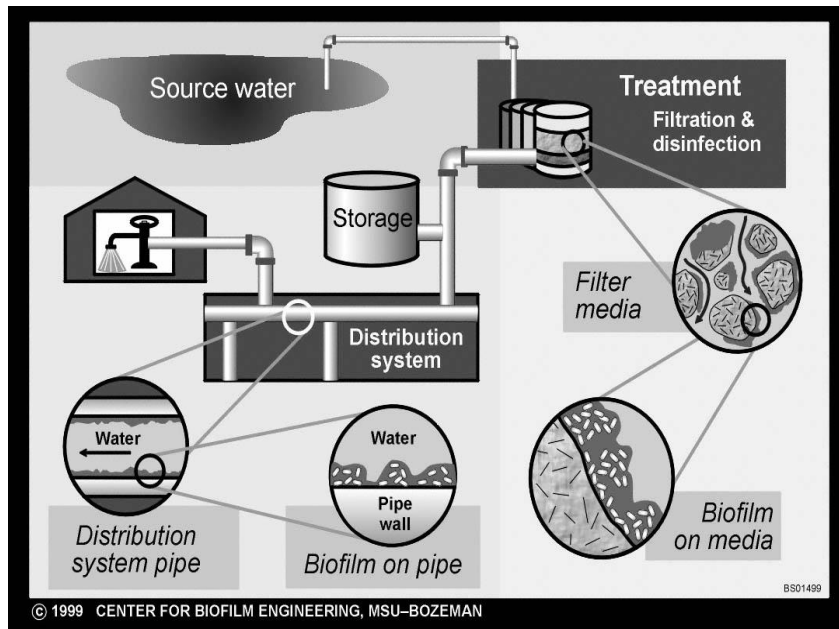 Source water
Treatment
Filtration &
disinfection
Storage
Filter
media
Distribution
system
Water
Water
Pipe
wall
Distribution
system pipe
Biofilm on pipe
Biofilm
on media
BS01499
© 1999 CENTER FOR BIOFILM ENGINEERING, MSU–BOZEMAN